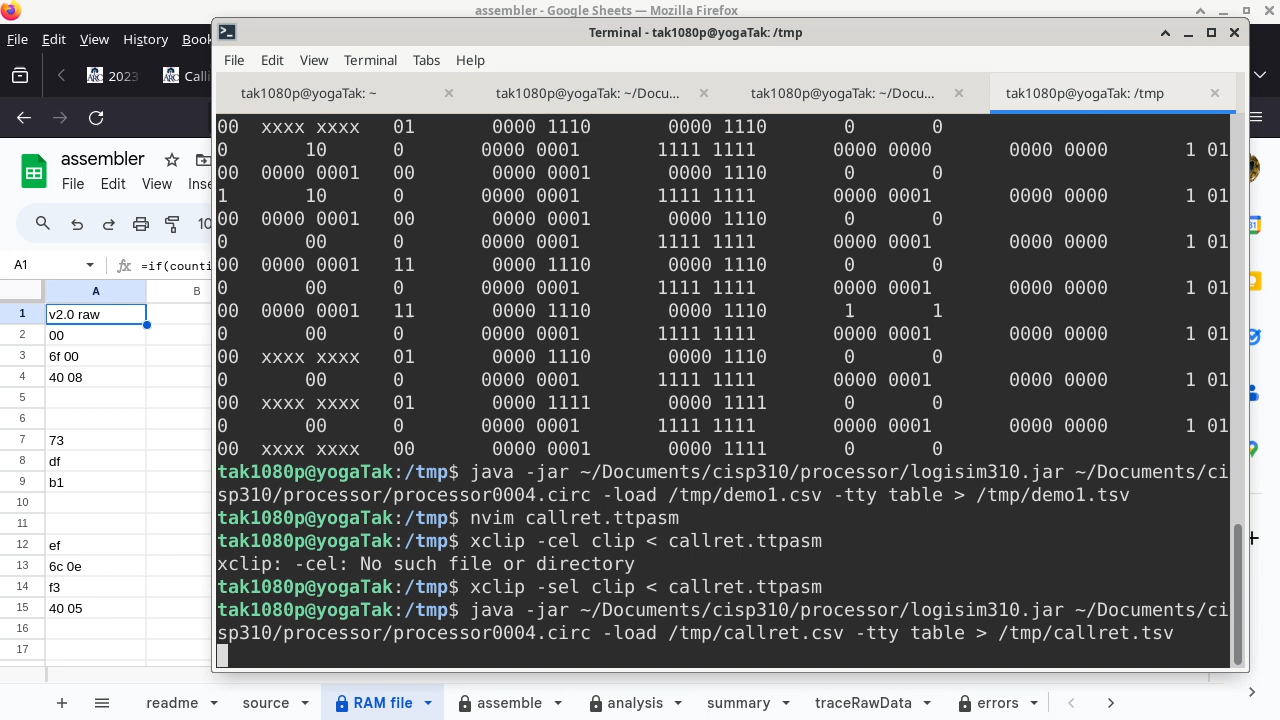 assembler - Google Sheets — Mozilla Firefox
File Edit View History Book
Terminal - tak1080p@yogaTak: /tmp
File Edit View Terminal Tabs Help
2023
Calli
tak1080p@yogaTak: ~
tak1080p@yogaTak: ~/Docu...
tak1080p@yogaTak: ~/Docu...
tak1080p@yogaTak: /tmp
assembler
File Edit View Inse
10
A1
=if(counti
A B
1 v2.0 raw
2 00
3 6f 00
4 40 08
5
6
7 73
8 df
9 b1
10
11
12 ef
13 6c 0e
14 f3
15 40 05
16
17
00 xxxx xxxx 01 0000 1110 0000 1110 0 0
0 10 0 0000 0001 1111 1111 0000 0000 0000 0000 1 01
00 0000 0001 00 0000 0001 0000 1110 0 0
1 10 0 0000 0001 1111 1111 0000 0001 0000 0000 1 01
00 0000 0001 00 0000 0001 0000 1110 0 0
0 00 0 0000 0001 1111 1111 0000 0001 0000 0000 1 01
00 0000 0001 11 0000 1110 0000 1110 0 0
0 00 0 0000 0001 1111 1111 0000 0001 0000 0000 1 01
00 0000 0001 11 0000 1110 0000 1110 1 1
0 00 0 0000 0001 1111 1111 0000 0001 0000 0000 1 01
00 xxxx xxxx 01 0000 1110 0000 1110 0 0
0 00 0 0000 0001 1111 1111 0000 0001 0000 0000 1 01
00 xxxx xxxx 01 0000 1111 0000 1111 0 0
0 00 0 0000 0001 1111 1111 0000 0001 0000 0000 1 01
00 xxxx xxxx 00 0000 0001 0000 1111 0 0
tak1080p@yogaTak:/tmp$ java -jar ~/Documents/cisp310/processor/logisim310.jar ~/Documents/ci
sp310/processor/processor0004.circ -load /tmp/demo1.csv -tty table > /tmp/demo1.tsv
tak1080p@yogaTak:/tmp$ nvim callret.ttpasm
tak1080p@yogaTak:/tmp$ xclip -cel clip < callret.ttpasm
xclip: -cel: No such file or directory
tak1080p@yogaTak:/tmp$ xclip -sel clip < callret.ttpasm
tak1080p@yogaTak:/tmp$ java -jar ~/Documents/cisp310/processor/logisim310.jar ~/Documents/ci
sp310/processor/processor0004.circ -load /tmp/callret.csv -tty table > /tmp/callret.tsv
readme source RAM file assemble analysis summary traceRawData errors